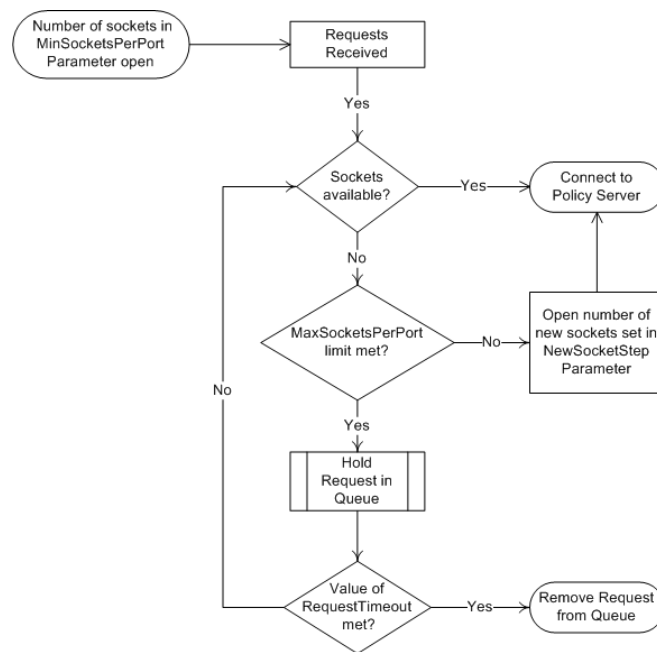 Number of sockets in
MinSocketsPerPort
Parameter open
Requests
Received
Yes
Sockets
available?
Yes
Connect to
Policy Server
No
MaxSocketsPerPort
limit met?
No
Open number of
new sockets set in
NewSocketStep
Parameter
No
Yes
Hold
Request in
Queue
Value of
RequestTimeout
met?
Yes
Remove Request
from Queue